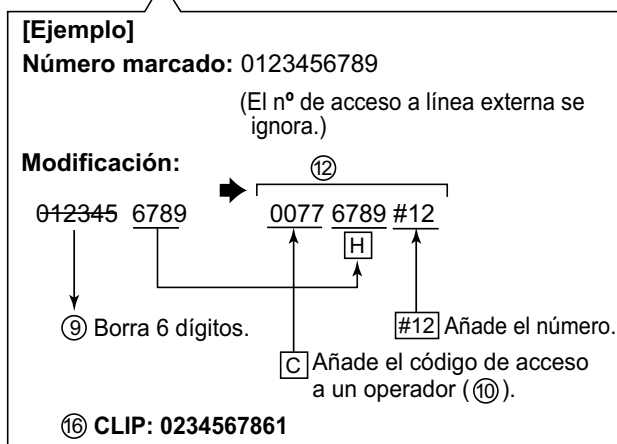 [Ejemplo]
Número marcado: 0123456789
(El nº de acceso a línea externa se
ignora.)
Modificación:
⑫
012345 6789 0077 6789 #12
H
⑨ Borra 6 dígitos.
#12 Añade el número.
C Añade el código de acceso
a un operador (⑩).
⑯ CLIP: 0234567861